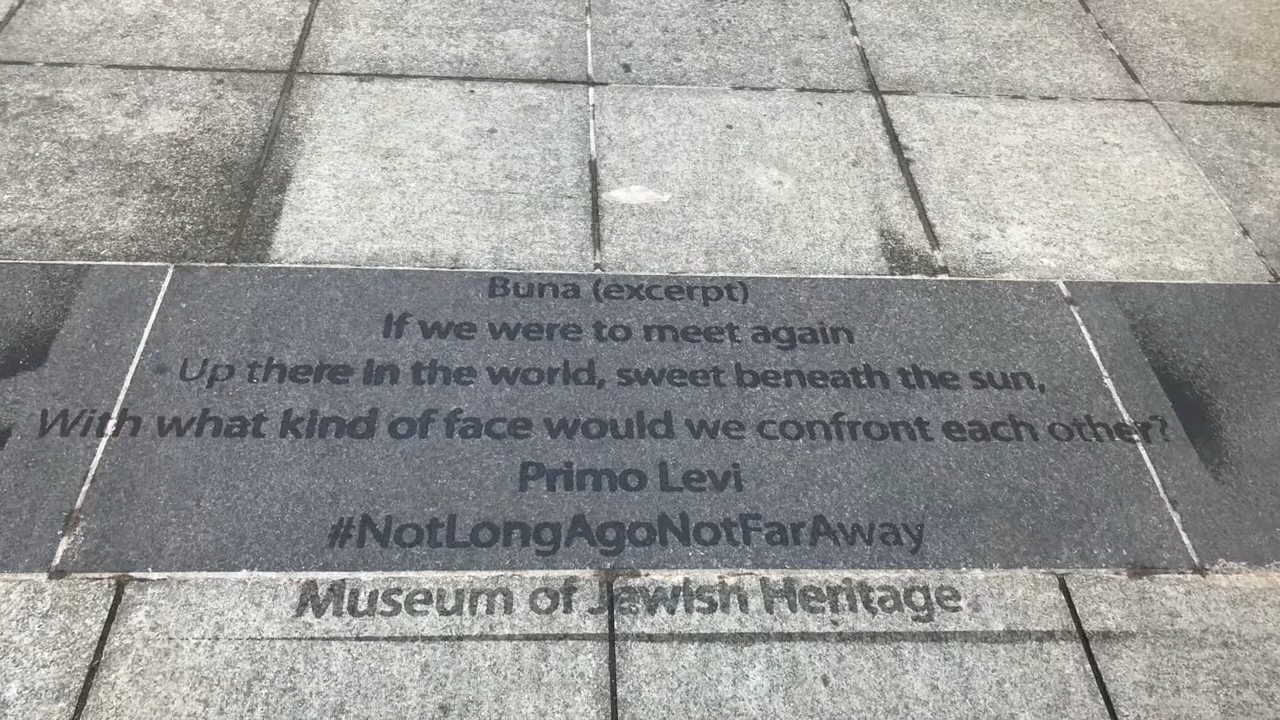 Buna (excerpt)
If we were to meet again
Up there in the world, sweet beneath the sun,
With what kind of face would we confront each other?
Primo Levi
#NotLongAgoNotFarAway
Museum of Jewish Heritage